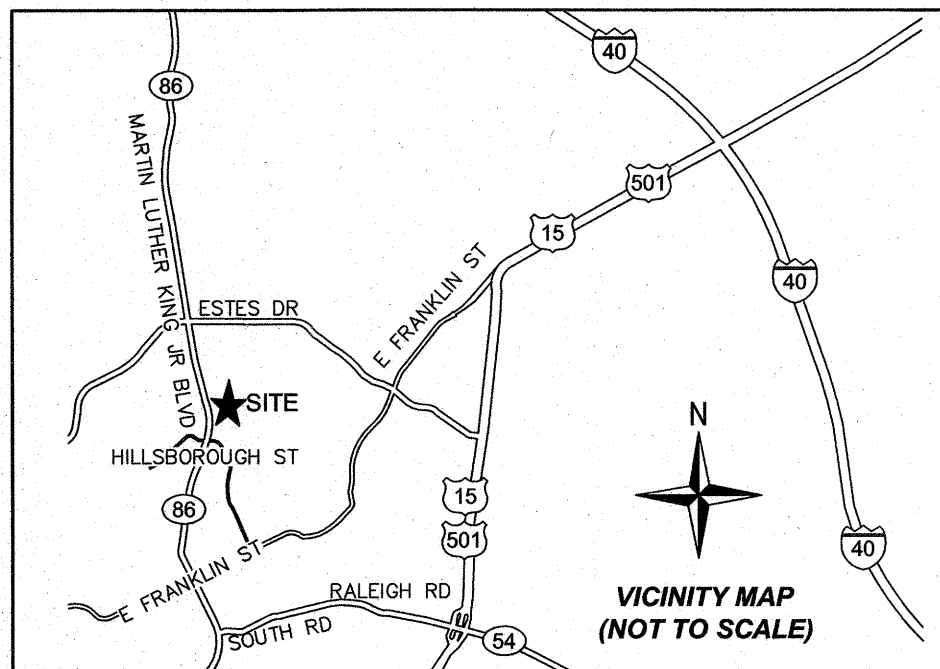 40
86
501
15
MARTIN LUTHER KING JR BLVD
40
E FRANKLIN ST
ESTES DR
SITE
N
HILLSBOROUGH ST
15
86
501
40
E FRANKLIN ST
RALEIGH RD
SOUTH RD
54
VICINITY MAP
(NOT TO SCALE)